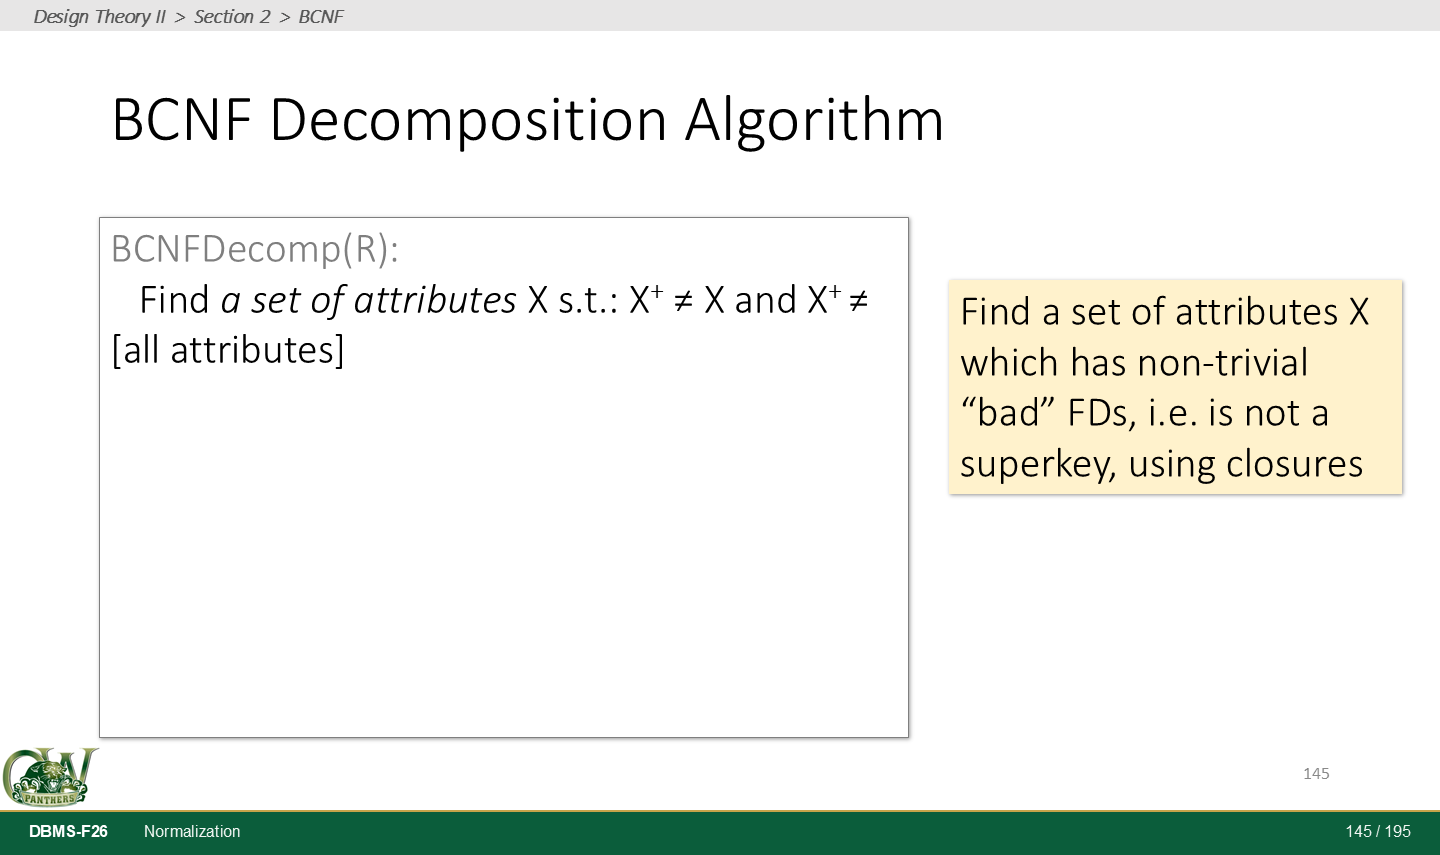 Design Theory II > Section 2 > BCNF
BCNF Decomposition Algorithm
BCNFDecomp(R):
Find a set of attributes X s.t.: X⁺ ≠ X and X⁺ ≠
[all attributes]
Find a set of attributes X
which has non-trivial
“bad” FDs, i.e. is not a
superkey, using closures
OW
PANTHERS
145
DBMS-F26 Normalization 145 / 195